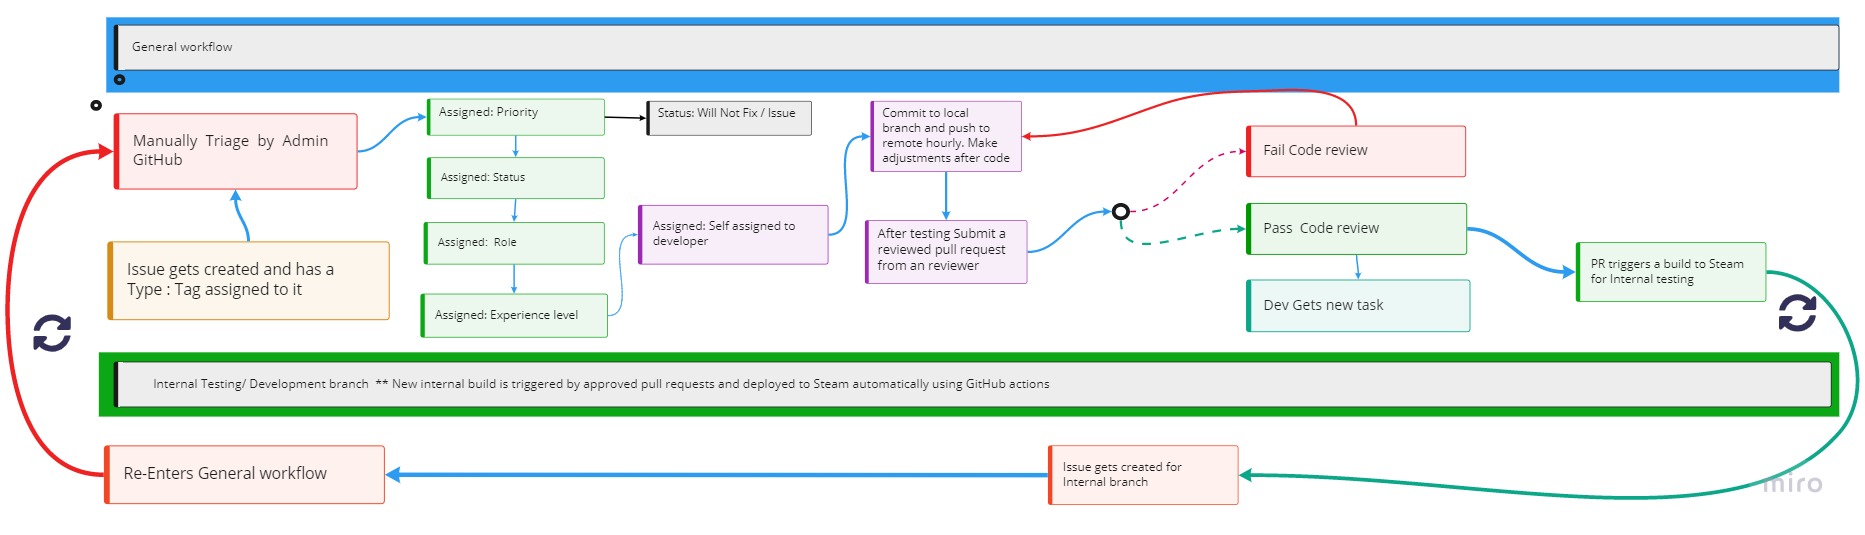 General workflow
Manually Triage by Admin
GitHub
Issue gets created and has a
Type : Tag assigned to it
Assigned: Priority
Status: Will Not Fix / Issue
Assigned: Status
Assigned: Role
Assigned: Experience level
Assigned: Self assigned to
developer
Commit to local
branch and push to
remote hourly. Make
adjustments after code
After testing Submit a
reviewed pull request
from an reviewer
Fail Code review
Pass Code review
Dev Gets new task
PR triggers a build to Steam
for Internal testing
Internal Testing/ Development branch ** New internal build is triggered by approved pull requests and deployed to Steam automatically using GitHub actions
Re-Enters General workflow
Issue gets created for
Internal branch
miro